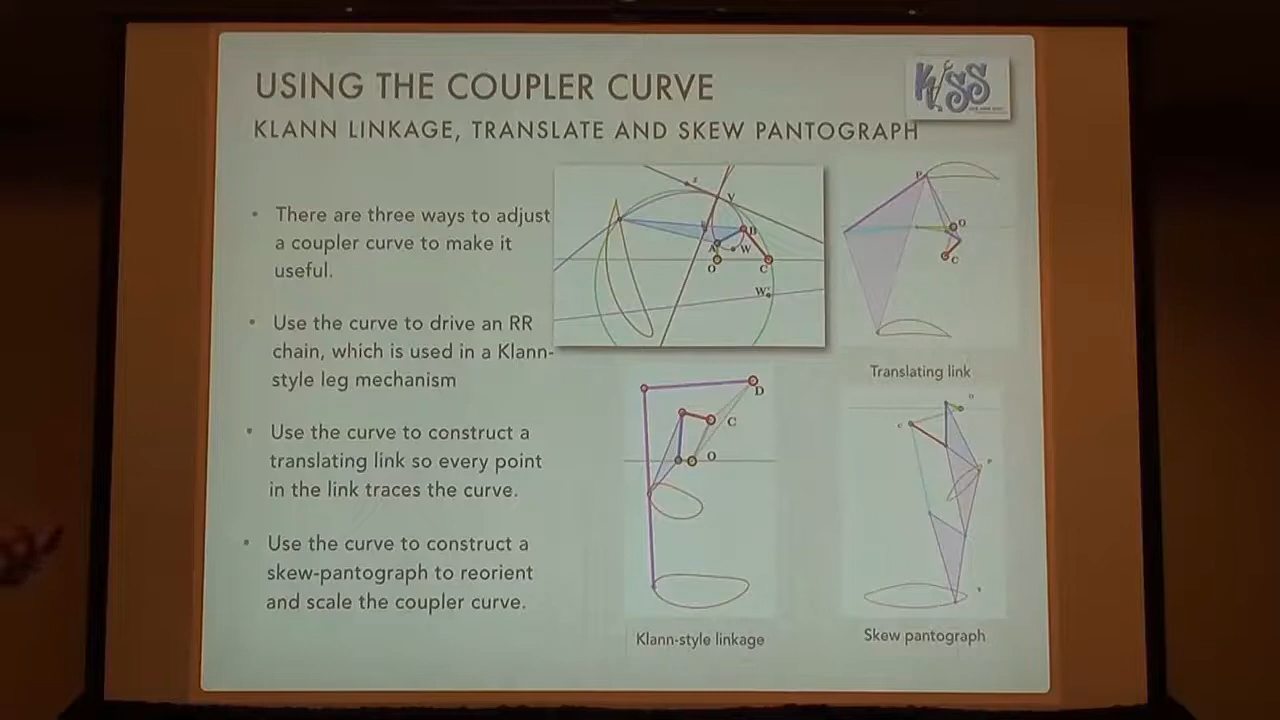 USING THE COUPLER CURVE
KLANN LINKAGE, TRANSLATE AND SKEW PANTOGRAPH
KISS
• There are three ways to adjust
a coupler curve to make it
useful.
• Use the curve to drive an RR
chain, which is used in a Klann-
style leg mechanism
• Use the curve to construct a
translating link so every point
in the link traces the curve.
• Use the curve to construct a
skew-pantograph to reorient
and scale the coupler curve.
V
B
A
W
O
C
W
P
O
C
Translating link
D
C
O
Klann-style linkage
Skew pantograph